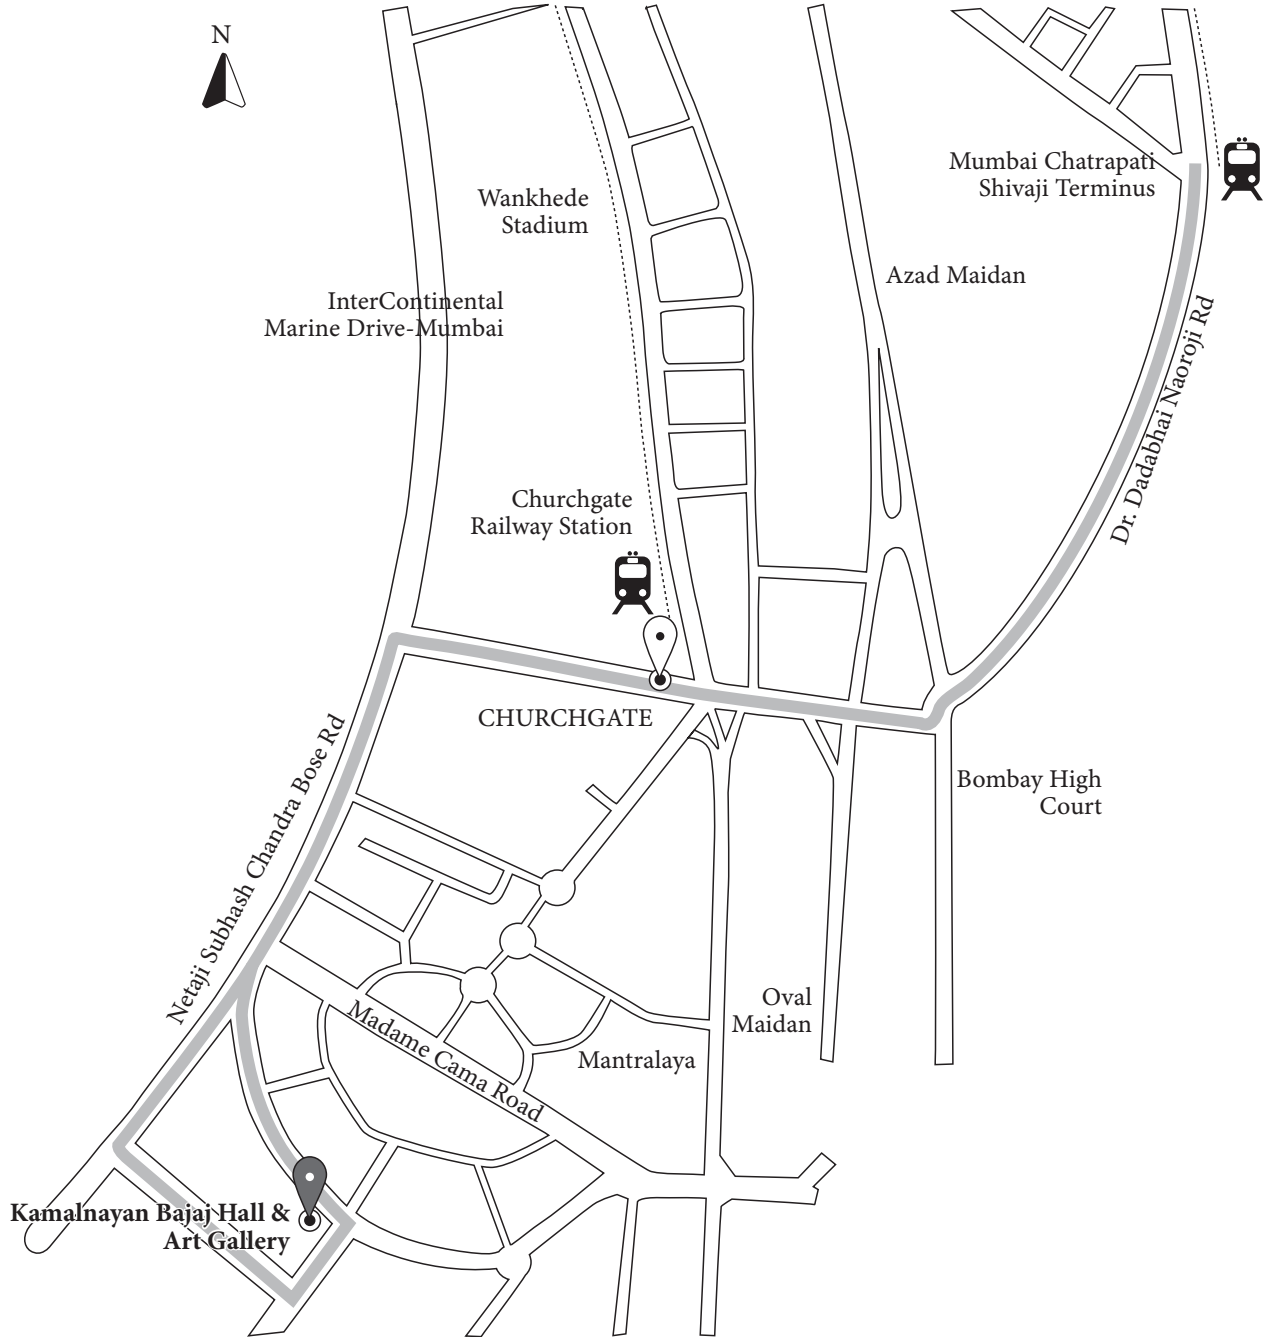 N
Mumbai Chatrapati
Shivaji Terminus
Wankhede
Stadium
Azad Maidan
InterContinental
Marine Drive-Mumbai
Dr. Dadabhai Naoroji Rd
Churchgate
Railway Station
CHURCHGATE
Netaji Subhash Chandra Bose Rd
Bombay High
Court
Oval
Maidan
Madame Cama Road
Mantralaya
Kamalnayan Bajaj Hall &
Art Gallery